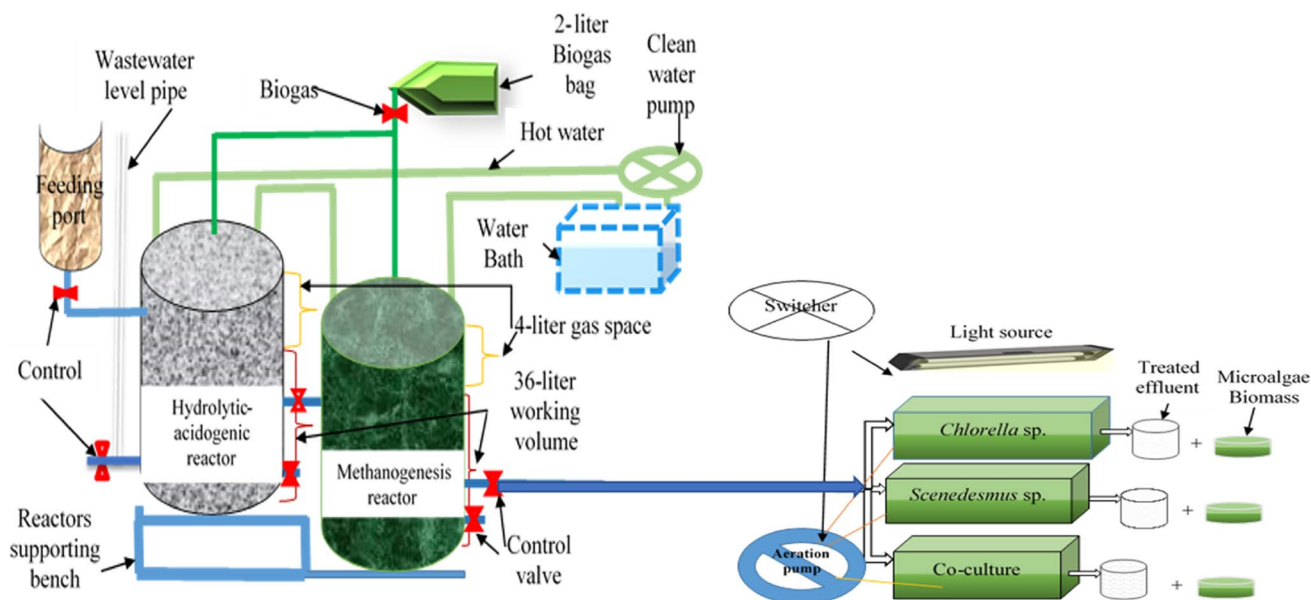 Wastewater
level pipe
Biogas
2-liter
Biogas
bag
Clean
water
pump
Hot water
Feeding
port
Water
Bath
Control
4-liter gas space
36-liter
working
volume
Hydrolytic-
acidogenic
reactor
Methanogenesis
reactor
Reactors
supporting
bench
Control
valve
Switcher
Light source
Treated
effluent
Microalgae
Biomass
Chlorella sp.
+
Scenedesmus sp.
+
Aeration
pump
Co-culture
+